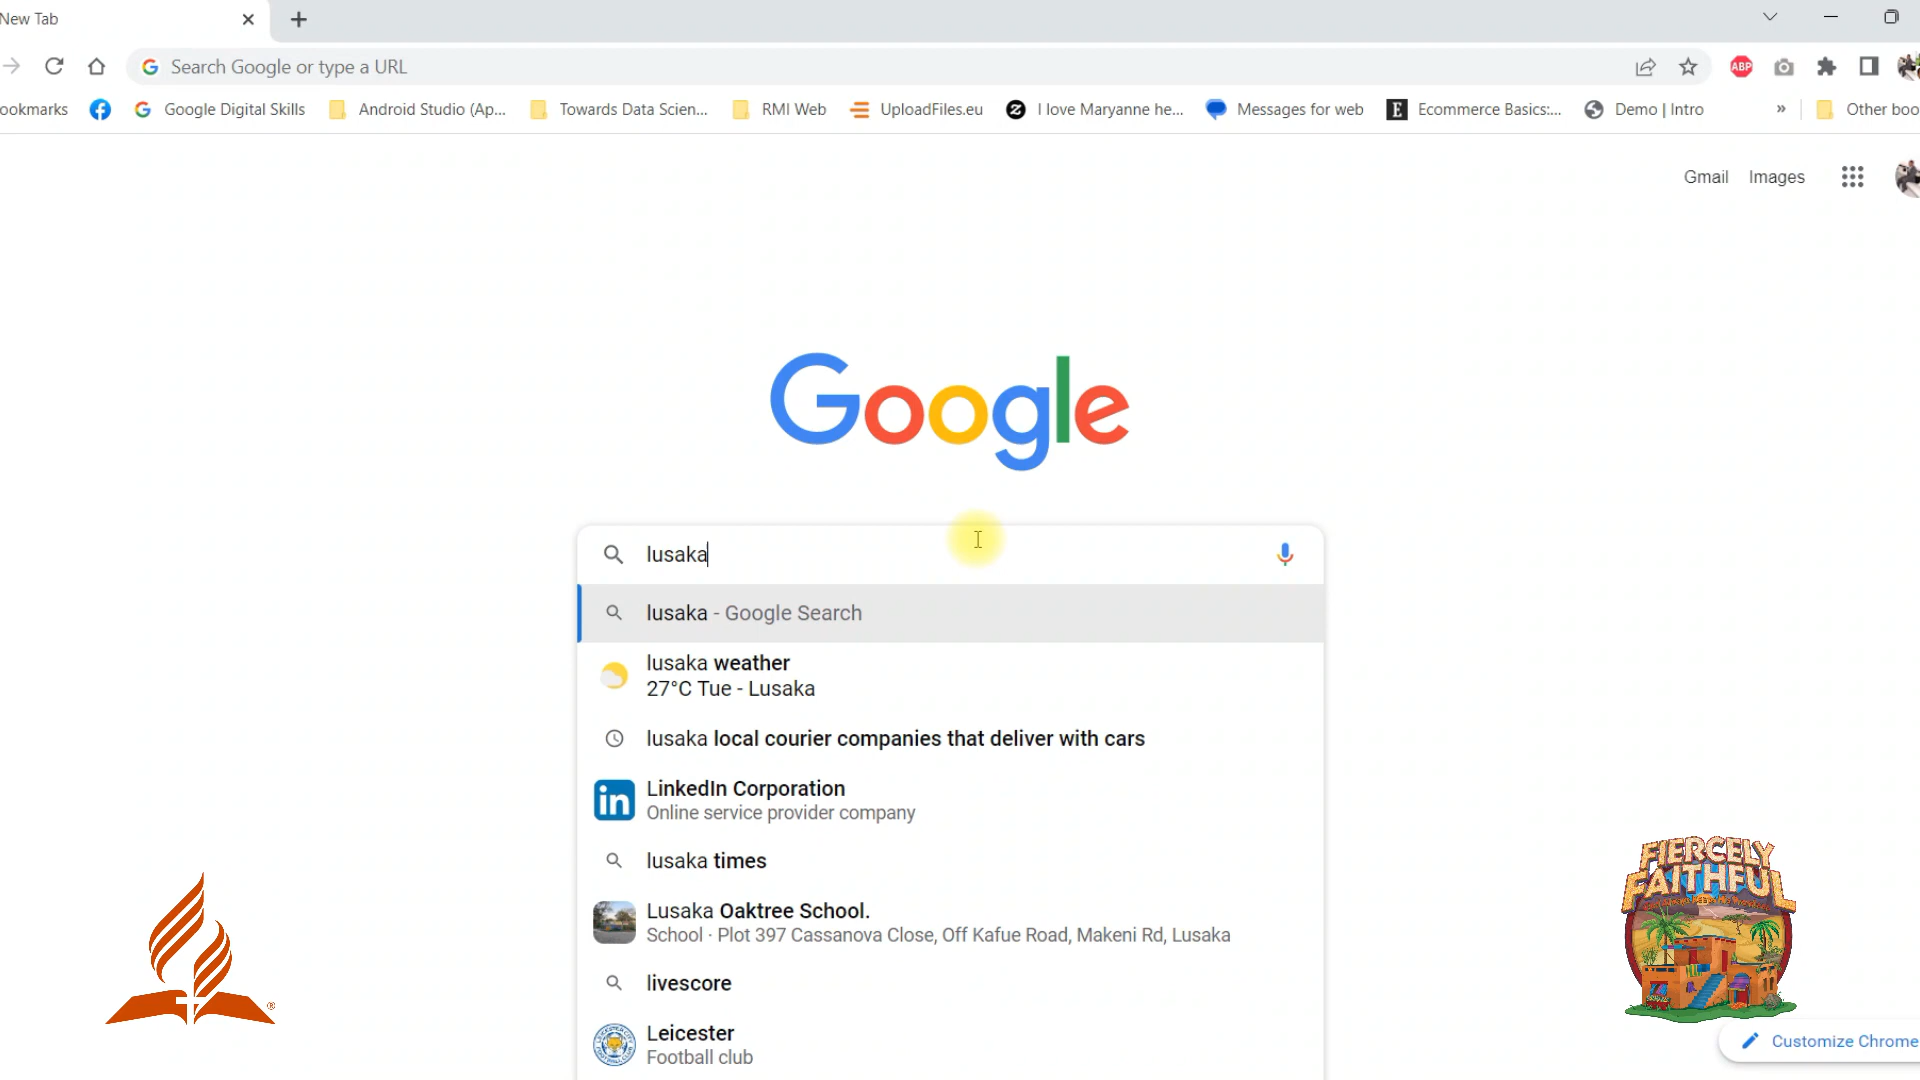 New Tab
Search Google or type a URL
ABP
ookmarks
Google Digital Skills
Android Studio (Ap...
Towards Data Scien...
RMI Web
UploadFiles.eu
I love Maryanne he...
Messages for web
E
Ecommerce Basics:...
Demo | Intro
»
Other boo
Gmail
Images
Google
lusaka
lusaka - Google Search
lusaka weather
27°C Tue - Lusaka
lusaka local courier companies that deliver with cars
in
LinkedIn Corporation
Online service provider company
lusaka times
Lusaka Oaktree School.
School · Plot 397 Cassanova Close, Off Kafue Road, Makeni Rd, Lusaka
livescore
Leicester
Football club
FIERCELY
FAITHFUL
®
Customize Chrome